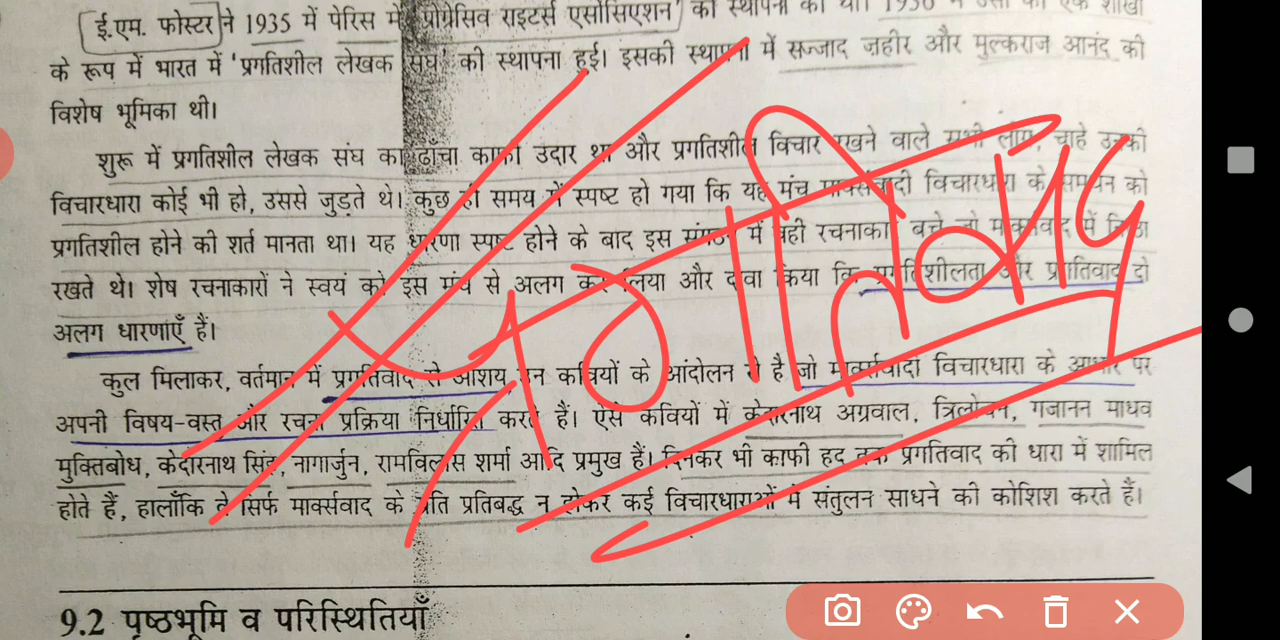 ई.एम. फोस्टर ने 1935 में पेरिस में 'प्रोग्रेसिव राइटर्स एसोसिएशन' की स्थापना की थी। 1936 में उसी की एक शाखा
के रूप में भारत में 'प्रगतिशील लेखक संघ' की स्थापना हुई। इसकी स्थापना में सज्जाद ज़हीर और मुल्कराज आनंद की
विशेष भूमिका थी।
शुरू में प्रगतिशील लेखक संघ का ढाँचा काफी उदार था और प्रगतिशील विचार रखने वाले सभी लोग, चाहे उनकी
विचारधारा कोई भी हो, उससे जुड़ते थे। कुछ ही समय में स्पष्ट हो गया कि यह मंच मार्क्सवादी विचारधारा के समर्थन को
प्रगतिशील होने की शर्त मानता था। यह धारणा स्पष्ट होने के बाद इस संगठन में वही रचनाकार बचे जो मार्क्सवाद में निष्ठा
रखते थे। शेष रचनाकारों ने स्वयं को इस मंच से अलग कर लिया और दावा किया कि प्रगतिशीलता और प्रगतिवाद दो
अलग धारणाएँ हैं।
कुल मिलाकर, वर्तमान में प्रगतिवाद से आशय उन कवियों के आंदोलन से है जो मार्क्सवादी विचारधारा के आधार पर
अपनी विषय-वस्तु और रचना प्रक्रिया निर्धारित करते हैं। ऐसे कवियों में केदारनाथ अग्रवाल, त्रिलोचन, गजानन माधव
मुक्तिबोध, केदारनाथ सिंह, नागार्जुन, रामविलास शर्मा आदि प्रमुख हैं। दिनकर भी काफी हद तक प्रगतिवाद की धारा में शामिल
होते हैं, हालाँकि वे सिर्फ मार्क्सवाद के प्रति प्रतिबद्ध न होकर कई विचारधाराओं में संतुलन साधने की कोशिश करते हैं।
9.2 पृष्ठभूमि व परिस्थितियाँ